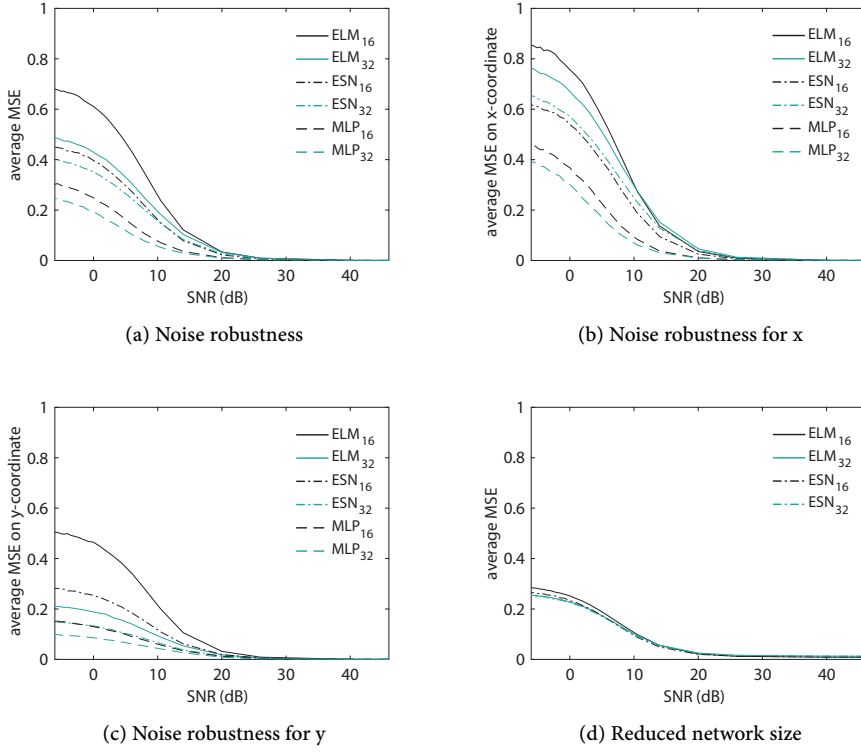 1
0.8
0.6
0.4
0.2
0
0 10 20 30 40
SNR (dB)
average MSE
ELM16
ELM32
ESN16
ESN32
MLP16
MLP32
(a) Noise robustness
1
0.8
0.6
0.4
0.2
0
0 10 20 30 40
SNR (dB)
average MSE on x-coordinate
ELM16
ELM32
ESN16
ESN32
MLP16
MLP32
(b) Noise robustness for x
1
0.8
0.6
0.4
0.2
0
0 10 20 30 40
SNR (dB)
average MSE on y-coordinate
ELM16
ELM32
ESN16
ESN32
MLP16
MLP32
(c) Noise robustness for y
1
0.8
0.6
0.4
0.2
0
0 10 20 30 40
SNR (dB)
average MSE
ELM16
ELM32
ESN16
ESN32
(d) Reduced network size